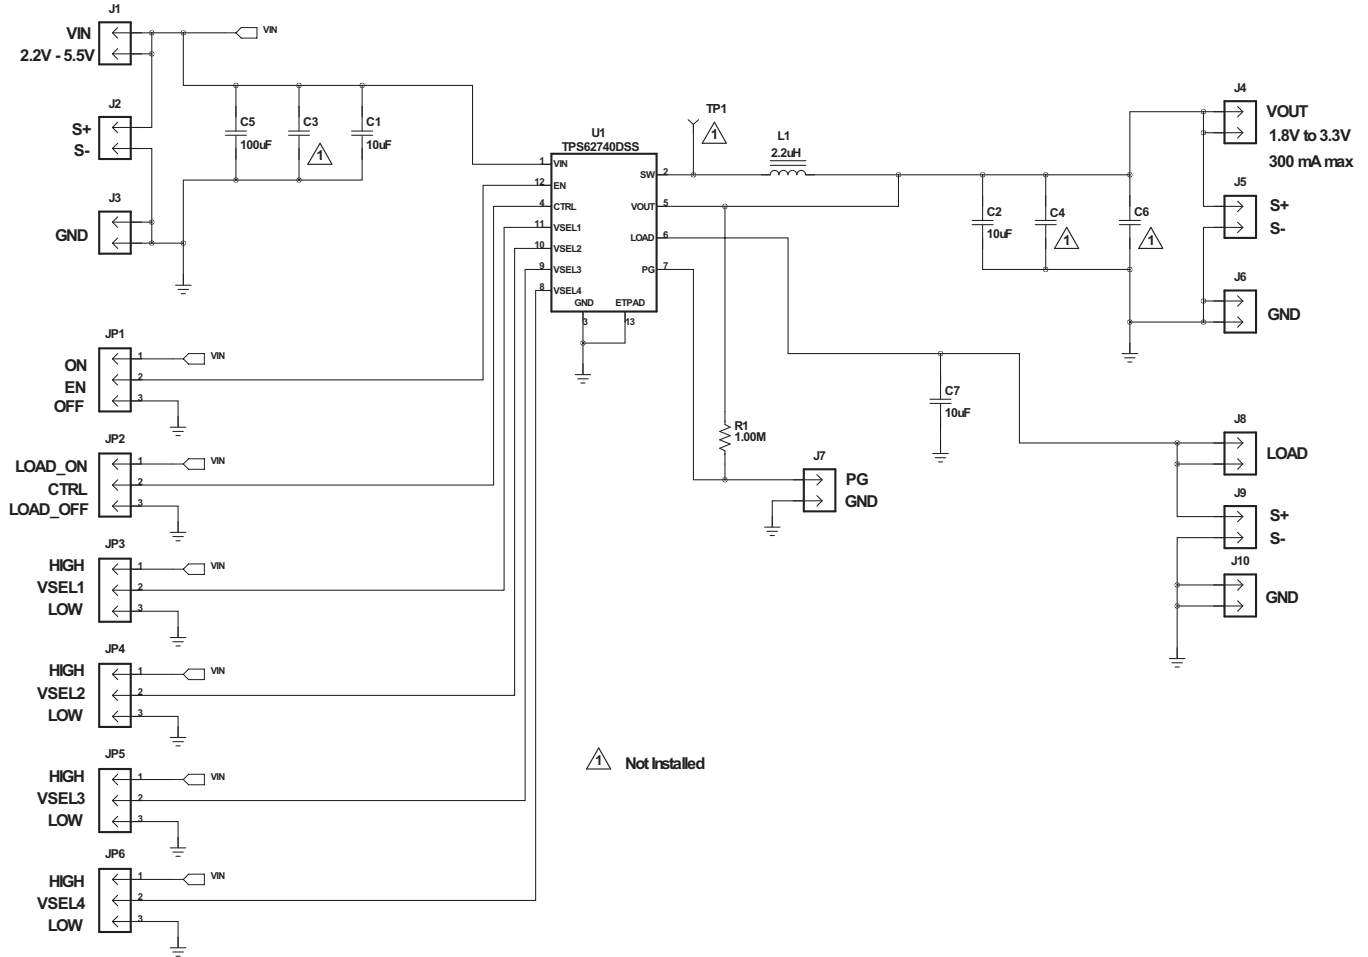 J1
VIN
2.2V - 5.5V
VIN
J2
S+
S-
J3
GND
C5
100uF
C3
1
C1
10uF
U1
TPS62740DSS
1 VIN
12 EN
4 CTRL
11 VSEL1
10 VSEL2
9 VSEL3
8 VSEL4
SW 2
VOUT 5
LOAD 6
PG 7
GND ETPAD
3 13
TP1
1
L1
2.2uH
C2
10uF
C4
1
C6
1
J4
VOUT
1.8V to 3.3V
300 mA max
J5
S+
S-
J6
GND
C7
10uF
R1
1.00M
J7
PG
GND
J8
LOAD
J9
S+
S-
J10
GND
JP1
ON
EN
OFF
1
2
3
VIN
JP2
LOAD_ON
CTRL
LOAD_OFF
1
2
3
VIN
JP3
HIGH
VSEL1
LOW
1
2
3
VIN
JP4
HIGH
VSEL2
LOW
1
2
3
VIN
JP5
HIGH
VSEL3
LOW
1
2
3
VIN
JP6
HIGH
VSEL4
LOW
1
2
3
VIN
1 Not Installed